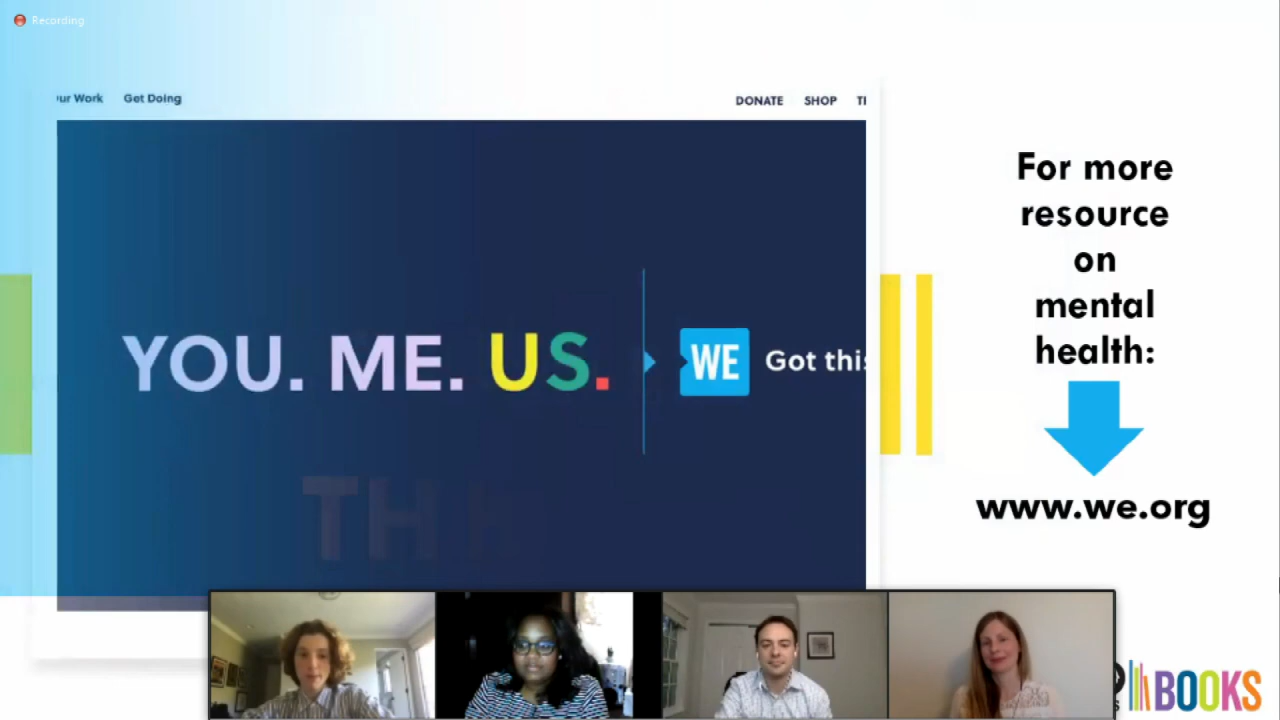 Recording
Our Work Get Doing
DONATE SHOP
YOU. ME. US.
WE Got this
For more
resource
on
mental
health:
www.we.org
BOOKS